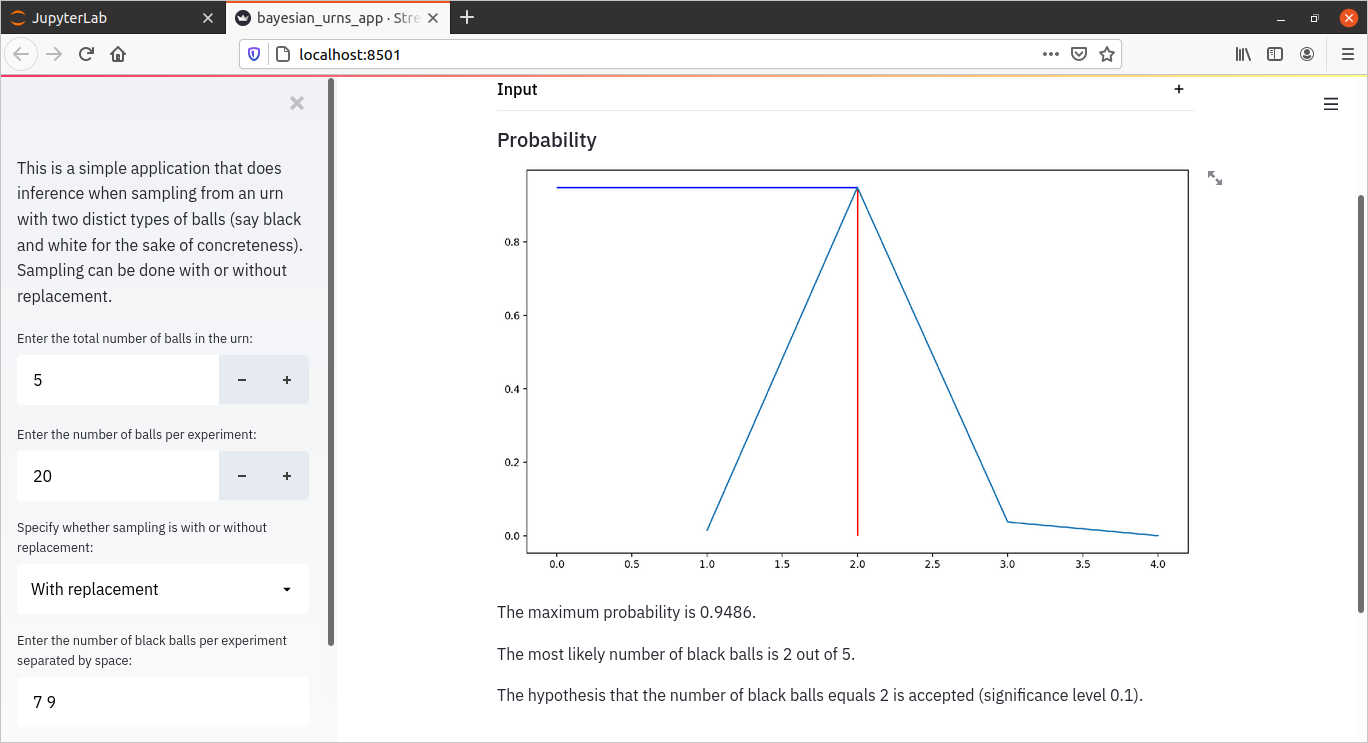 JupyterLab
bayesian_urns_app · Stre
localhost:8501
This is a simple application that does
inference when sampling from an urn
with two distict types of balls (say black
and white for the sake of concreteness).
Sampling can be done with or without
replacement.
Enter the total number of balls in the urn:
5
Enter the number of balls per experiment:
20
Specify whether sampling is with or without
replacement:
With replacement
Enter the number of black balls per experiment
separated by space:
7 9
Input
Probability
0.8
0.6
0.4
0.2
0.0
0.0 0.5 1.0 1.5 2.0 2.5 3.0 3.5 4.0
The maximum probability is 0.9486.
The most likely number of black balls is 2 out of 5.
The hypothesis that the number of black balls equals 2 is accepted (significance level 0.1).